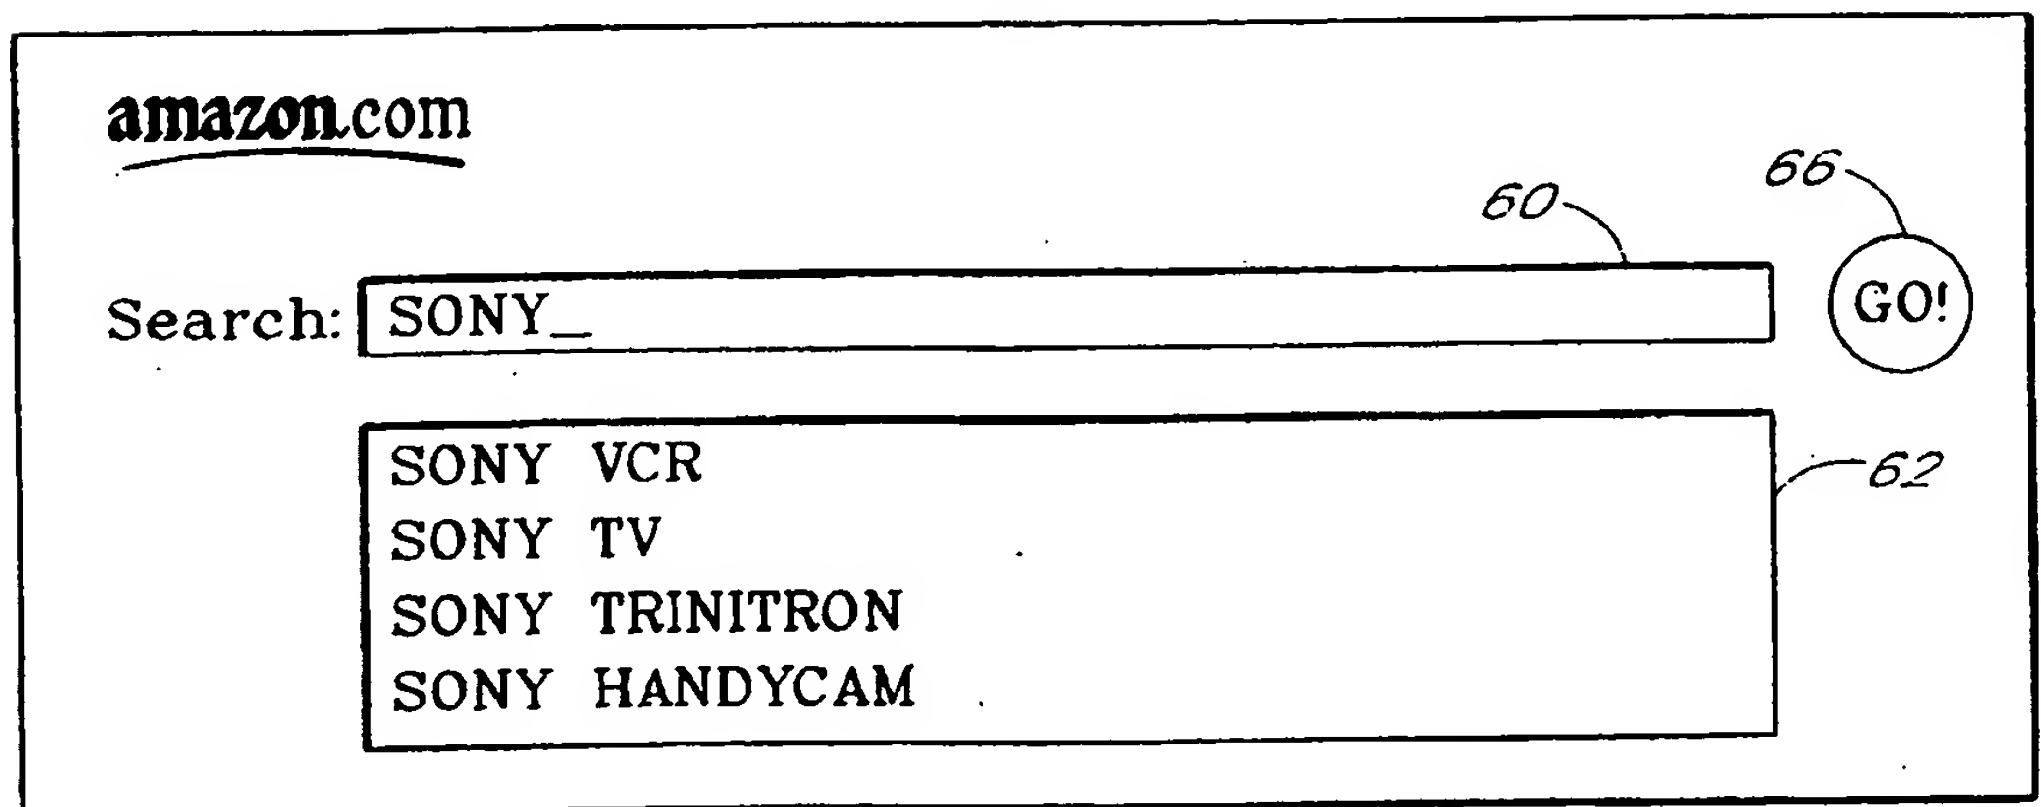 amazon.com
66
60
Search: SONY_ GO!
SONY VCR
62
SONY TV
SONY TRINITRON
SONY HANDYCAM